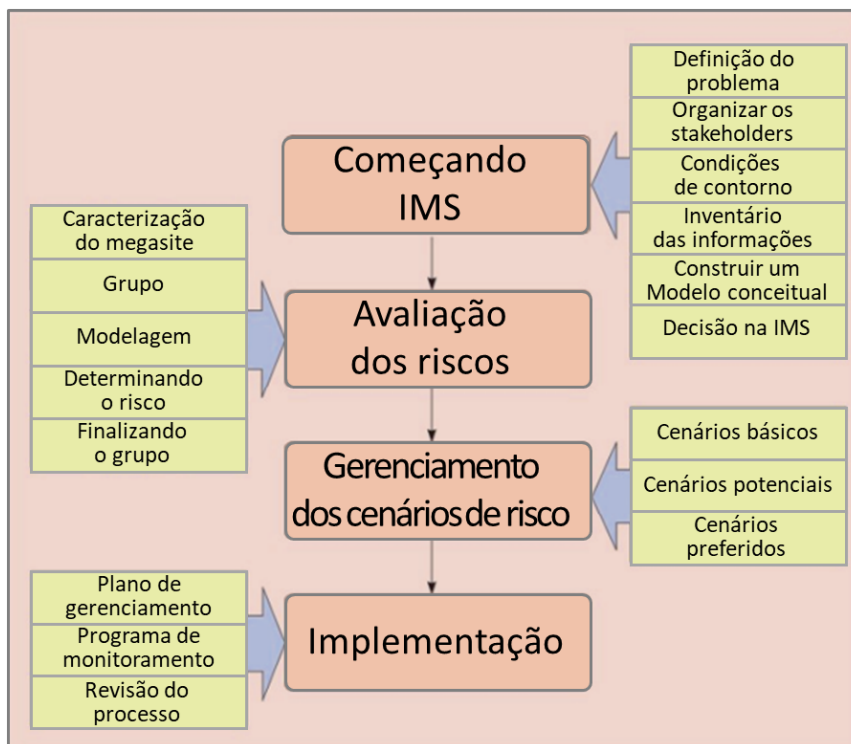 Começando
IMS
Definição do
problema
Organizar os
stakeholders
Condições
de contorno
Inventário
das informações
Construir um
Modelo conceitual
Decisão na IMS
Avaliação
dos riscos
Caracterização
do megasite
Grupo
Modelagem
Determinando
o risco
Finalizando
o grupo
Gerenciamento
dos cenários de risco
Cenários básicos
Cenários potenciais
Cenários
preferidos
Implementação
Plano de
gerenciamento
Programa de
monitoramento
Revisão do
processo